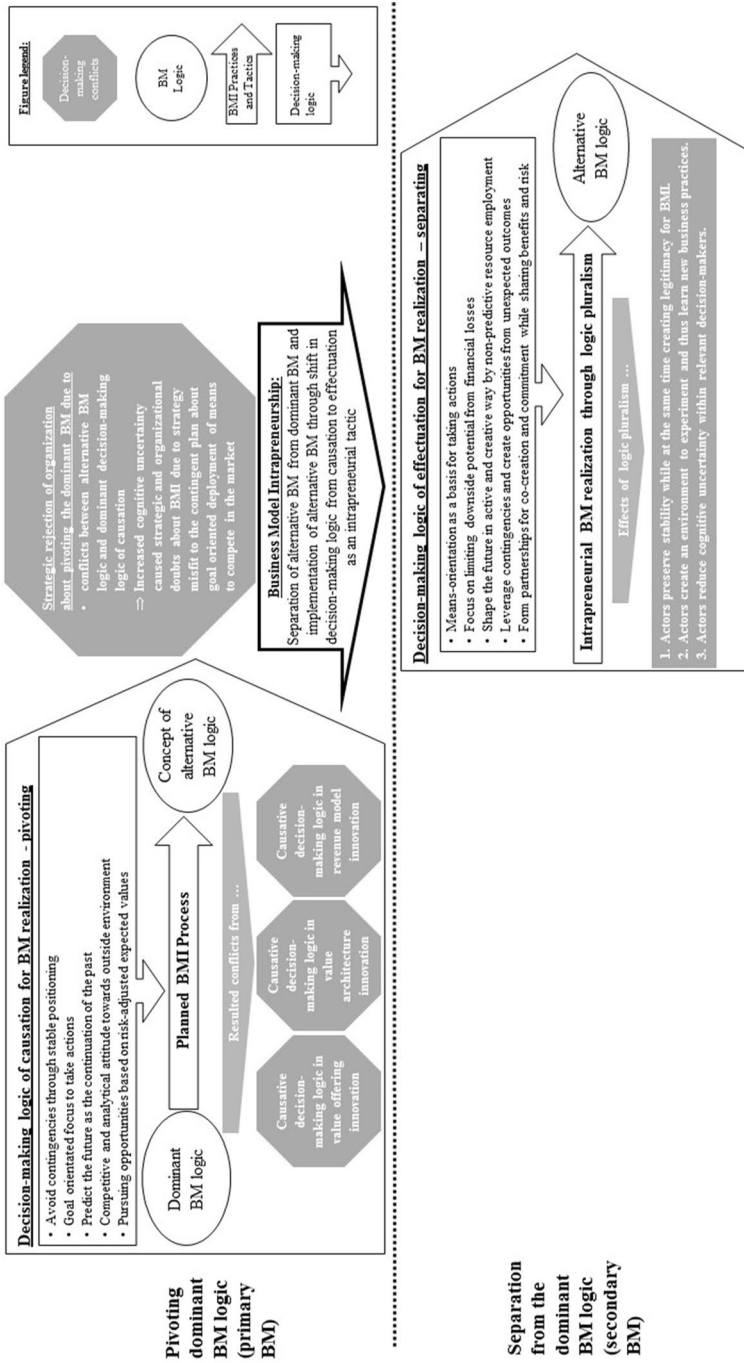 Pivoting
dominant
BM logic
(primary
BM)
Decision-making logic of causation for BM realization - pivoting
• Avoid contingencies through stable positioning
• Goal orientated focus to take actions
• Predict the future as the continuation of the past
• Competitive and analytical attitude towards outside environment
• Pursuing opportunities based on risk-adjusted expected values
Dominant
BM logic
Planned BMI Process
Concept of
alternative
BM logic
Resulted conflicts from …
Causative
decision-
making logic in
value offering
innovation
Causative
decision-
making logic in
value
architecture
innovation
Causative
decision-
making logic in
revenue model
innovation
Strategic rejection of organization
about pivoting the dominant BM due to
• conflicts between alternative BM
logic and dominant decision-making
logic of causation
⇒ Increased cognitive uncertainty
caused strategic and organizational
doubts about BMI due to strategy
misfit to the contingent plan about
goal oriented deployment of means
to compete in the market
Business Model Intrapreneurship:
Separation of alternative BM from dominant BM and
implementation of alternative BM through shift in
decision-making logic from causation to effectuation
as an intrapreneurial tactic
Figure legend:
Decision-
making
conflicts
BM
Logic
BMI Practices
and Tactics
Decision-making
logic
Separation
from the
dominant
BM logic
(secondary
BM)
Decision-making logic of effectuation for BM realization – separating
• Means-orientation as a basis for taking actions
• Focus on limiting downside potential from financial losses
• Shape the future in active and creative way by non-predictive resource employment
• Leverage contingencies and create opportunities from unexpected outcomes
• Form partnerships for co-creation and commitment while sharing benefits and risk
Intrapreneurial BM realization through logic pluralism
Alternative
BM logic
Effects of logic pluralism …
1. Actors preserve stability while at the same time creating legitimacy for BMI.
2. Actors create an environment to experiment and thus learn new business practices.
3. Actors reduce cognitive uncertainty within relevant decision-makers.